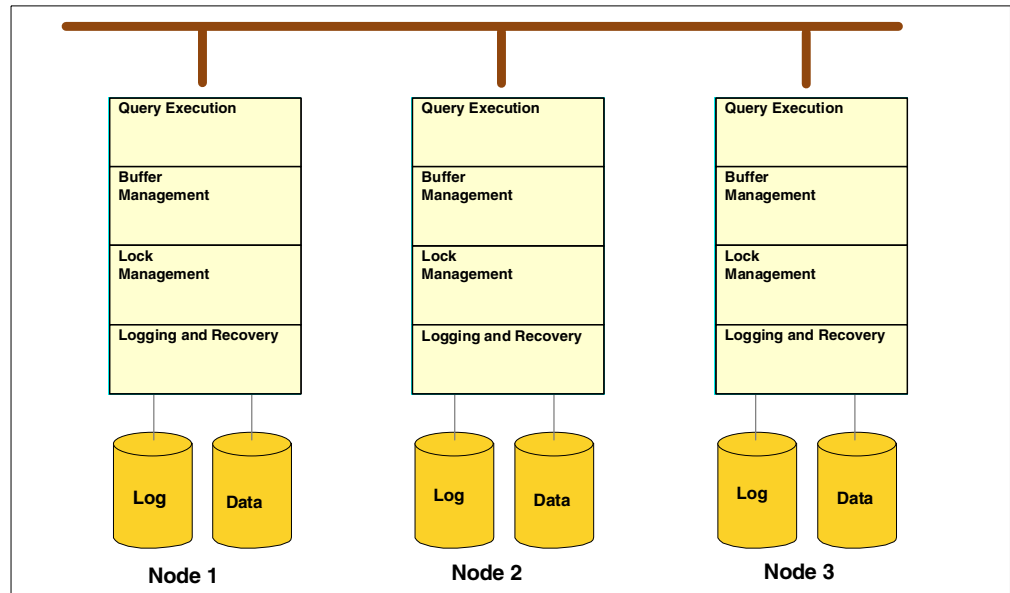 Query Execution
Buffer
Management
Lock
Management
Logging and Recovery
Log
Data
Node 1
Query Execution
Buffer
Management
Lock
Management
Logging and Recovery
Log
Data
Node 2
Query Execution
Buffer
Management
Lock
Management
Logging and Recovery
Log
Data
Node 3